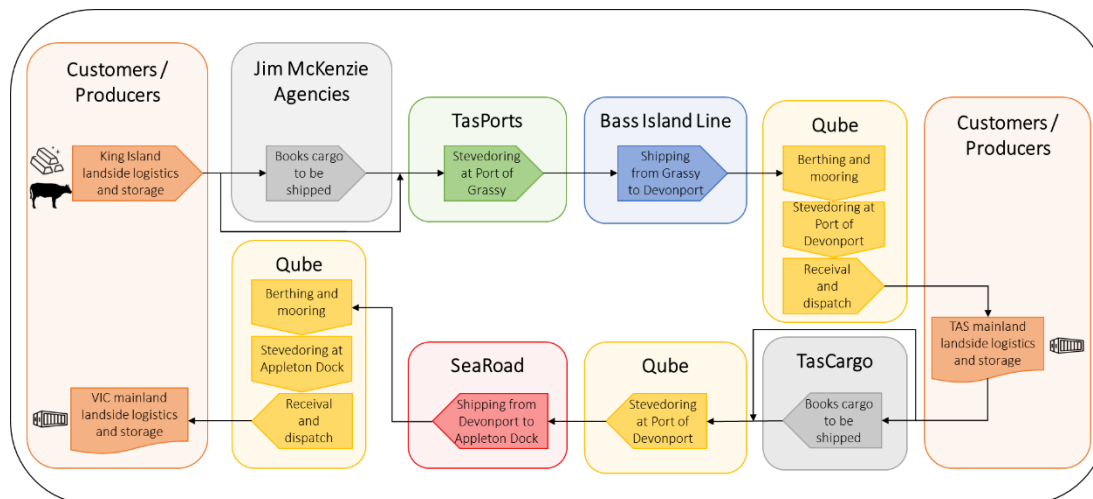 Customers /
Producers
King Island
landside logistics
and storage
Jim McKenzie
Agencies
Books cargo
to be
shipped
TasPorts
Stevedoring
at Port of
Grassy
Bass Island Line
Shipping
from Grassy
to Devonport
Qube
Berthing and
mooring
Stevedoring at
Port of
Devonport
Receival
and
dispatch
Customers /
Producers
TAS mainland
landside logistics
and storage
TasCargo
Books cargo
to be
shipped
Qube
Stevedoring
at Port of
Devonport
SeaRoad
Shipping from
Devonport to
Appleton Dock
Qube
Berthing and
mooring
Stevedoring at
Appleton Dock
Receival
and
dispatch
VIC mainland
landside logistics
and storage